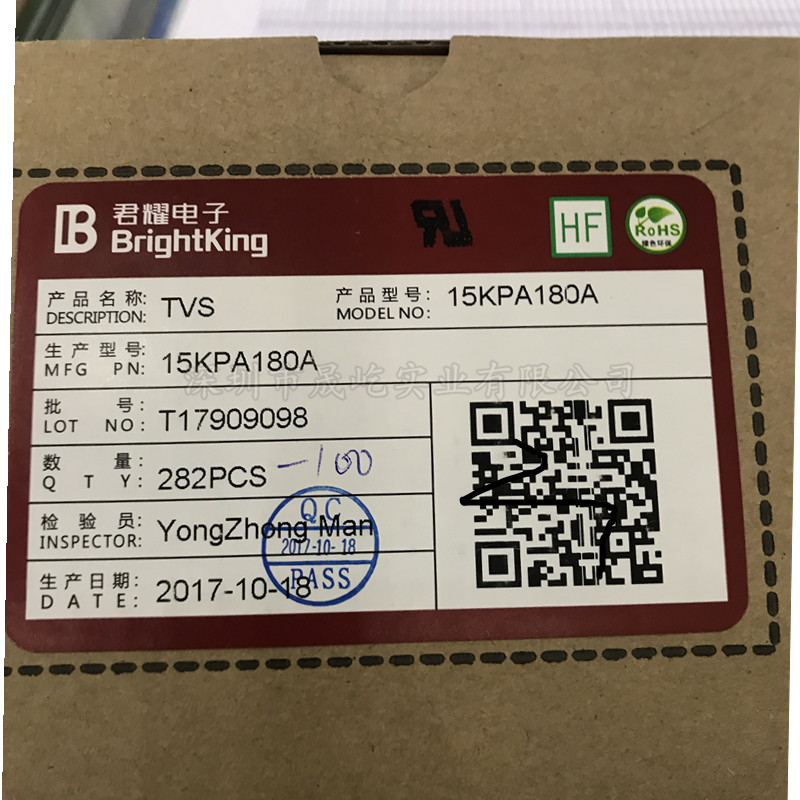 君耀电子
BrightKing
HF
RoHS
绿色环保
产品名称: TVS 产品型号: 15KPA180A
DESCRIPTION: MODEL NO:
生产型号: 15KPA180A
MFG PN:
深圳市晟屹实业有限公司
批 号: T17909098
LOT NO:
数 量: 282PCS -100
Q T Y:
检验员: YongZhong Man
INSPECTOR:
Q.C
2017-10-18
PASS
生产日期: 2017-10-18
DATE: